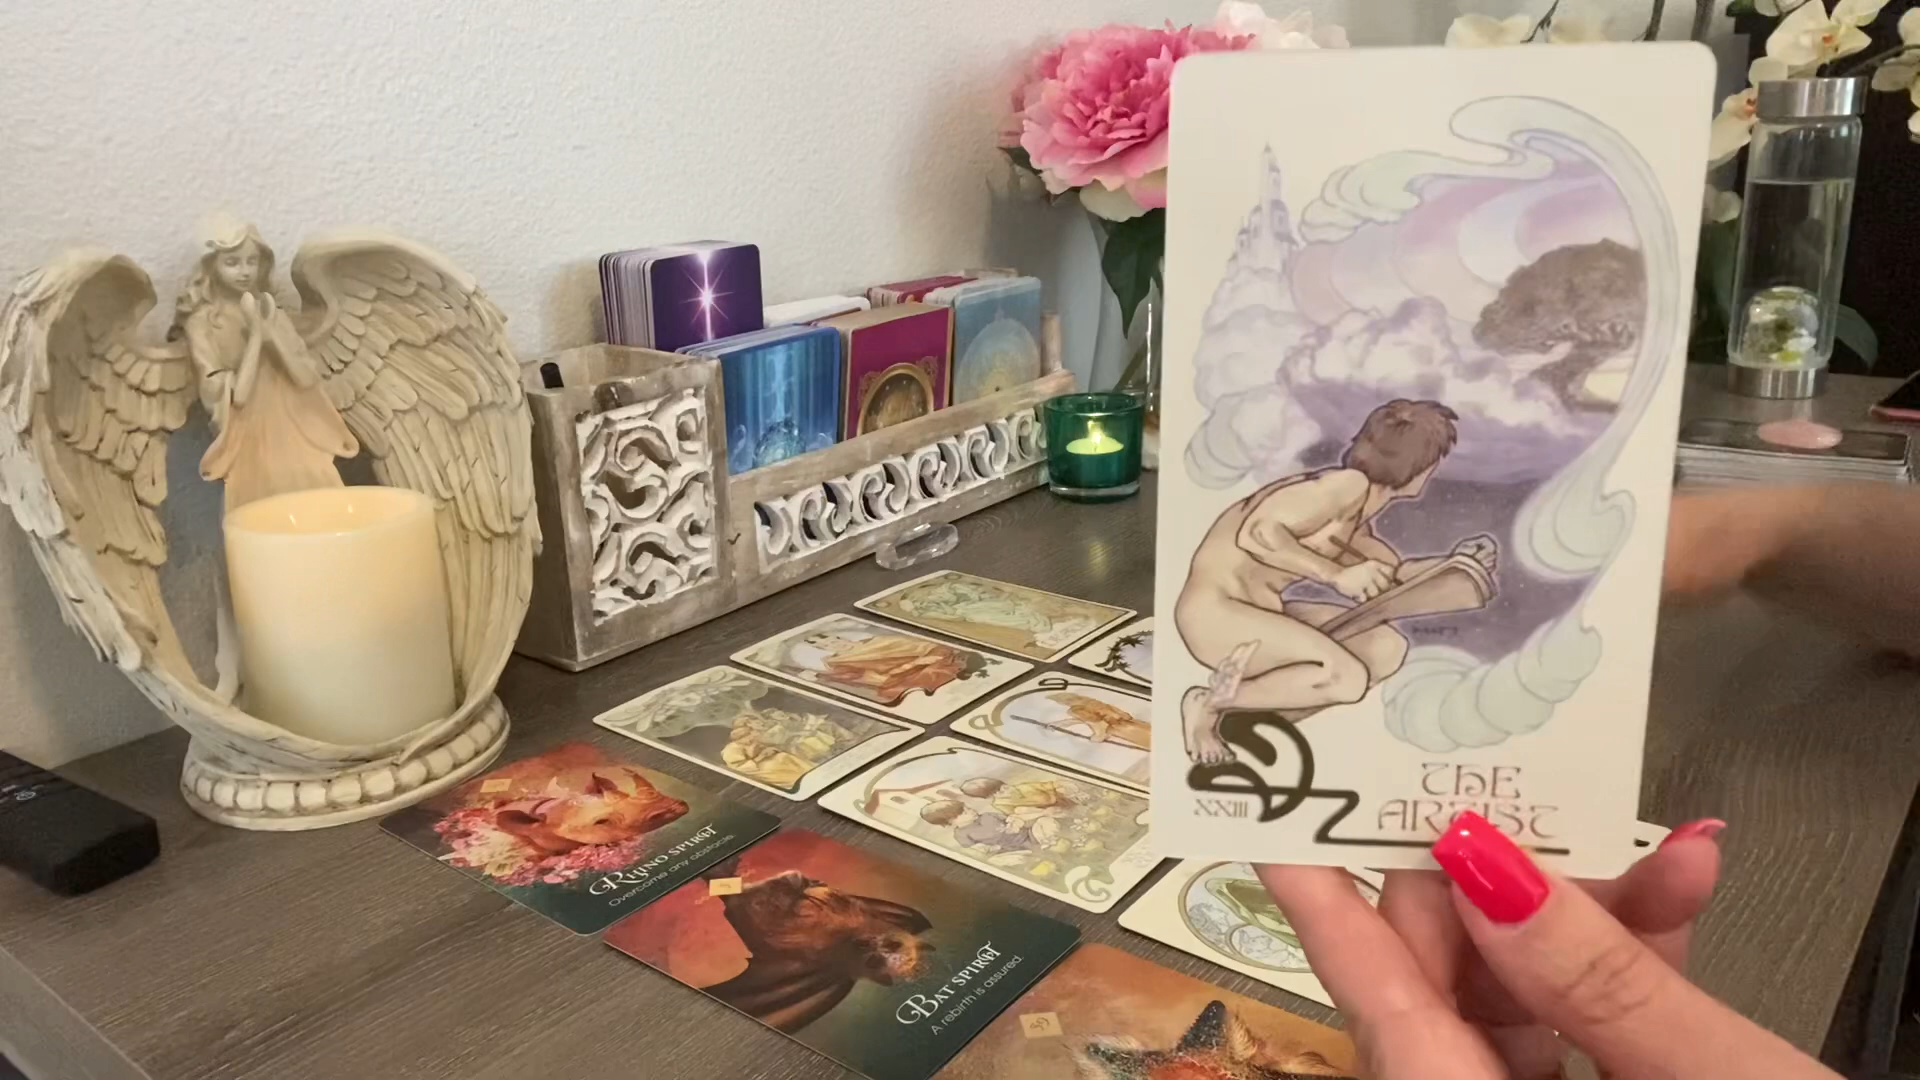 XXIII
THE
ARTIST
RHINO SPIRIT
Overcome any obstacle.
BAT SPIRIT
A rebirth is assured.